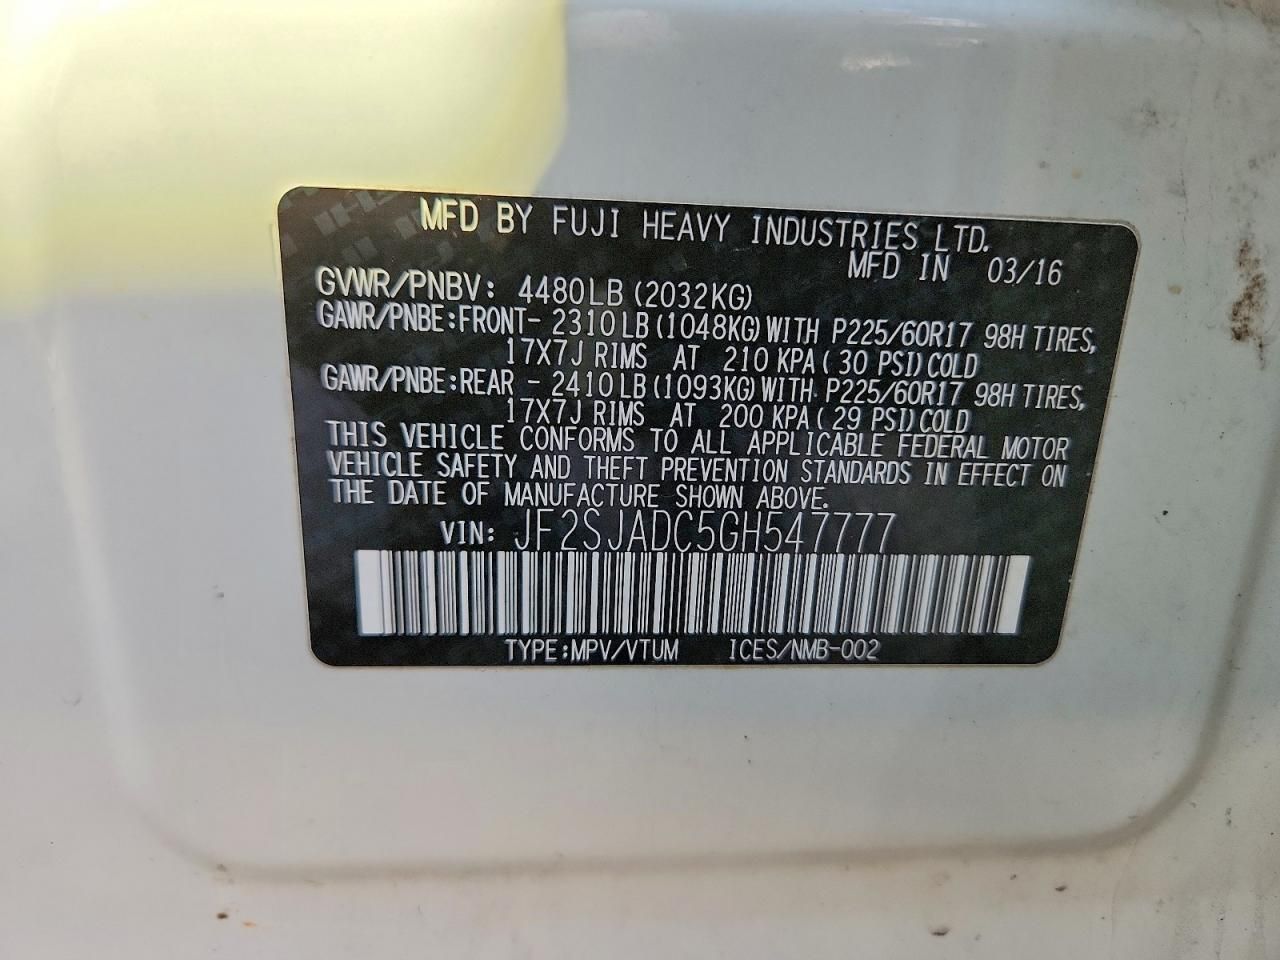 MFD BY FUJI HEAVY INDUSTRIES LTD.
MFD IN 03/16
GVWR/PNBV: 4480LB (2032KG)
GAWR/PNBE:FRONT- 2310LB (1048KG) WITH P225/60R17 98H TIRES,
17X7J RIMS AT 210 KPA ( 30 PSI) COLD
GAWR/PNBE:REAR - 2410LB (1093KG) WITH P225/60R17 98H TIRES,
17X7J RIMS AT 200 KPA ( 29 PSI) COLD
THIS VEHICLE CONFORMS TO ALL APPLICABLE FEDERAL MOTOR
VEHICLE SAFETY AND THEFT PREVENTION STANDARDS IN EFFECT ON
THE DATE OF MANUFACTURE SHOWN ABOVE.
VIN: JF2SJADC5GH547777
TYPE:MPV/VTUM ICES/NMB-002